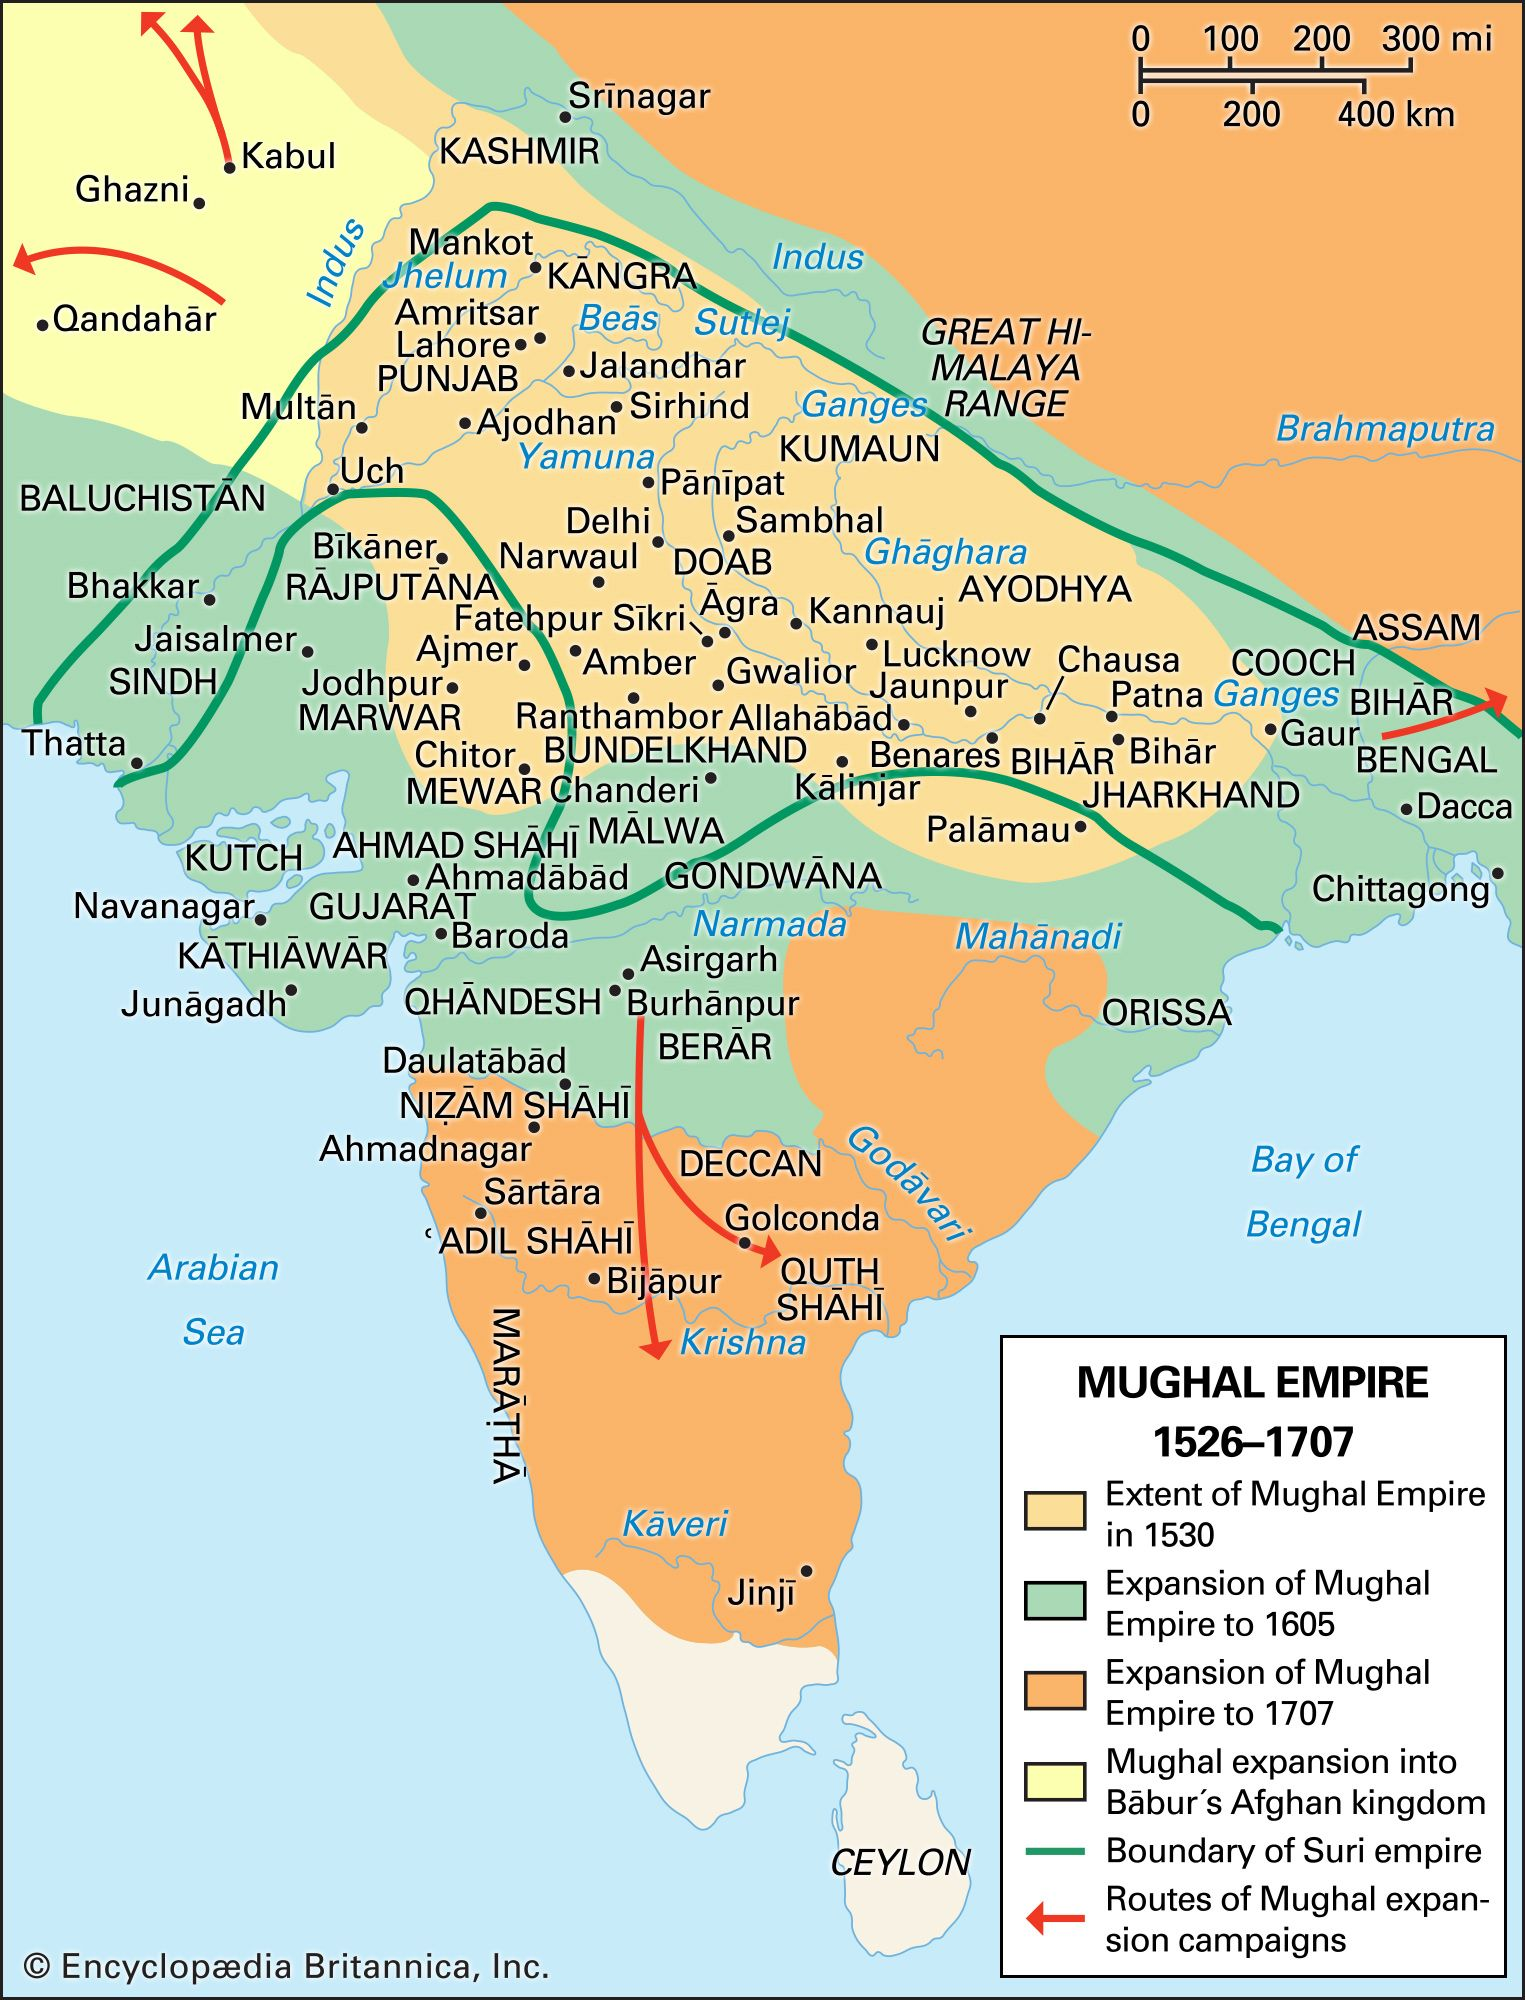 0 100 200 300 mi
0 200 400 km
Srīnagar
KASHMIR
Kabul
Ghazni
Indus
Mankot
Jhelum
KĀNGRA
Indus
Qandahār
Amritsar
Beās
Sutlej
Lahore
GREAT HI-
MALAYA
RANGE
PUNJAB
Jalandhar
Multān
Sirhind
Ganges
Ajodhan
Brahmaputra
Yamuna
KUMAUN
Uch
Pānīpat
BALUCHISTĀN
Delhi
Sambhal
Bīkāner
Narwaul
DOAB
Ghāghara
Bhakkar
RĀJPUTĀNA
AYODHYA
Āgra
Kannauj
Fatehpur Sīkri
ASSAM
Jaisalmer
Ajmer
Amber
Lucknow
Chausa
COOCH
BIHĀR
SINDH
Jodhpur
Gwalior
Jaunpur
Patna
Ganges
MARWAR
Ranthambor
Allahābād
Gaur
Thatta
Chitor
BUNDELKHAND
Benares
BIHĀR
Bihār
BENGAL
MEWAR
Chanderi
Kālinjar
JHARKHAND
Dacca
AHMAD SHĀHĪ
MĀLWA
Palāmau
KUTCH
Ahmadābād
GONDWĀNA
Chittagong
Navanagar
GUJARAT
Narmada
Mahānadi
Baroda
KĀTHIĀWĀR
Asirgarh
Junāgadh
QHĀNDESH
Burhānpur
ORISSA
BERĀR
Daulatābād
NIẒĀM SHĀHĪ
Ahmadnagar
DECCAN
Godāvari
Bay of
Bengal
Sārtāra
Golconda
ʿADIL SHĀHĪ
Arabian
Sea
Bijāpur
QUTH
SHĀHĪ
Krishna
MARĀṬHĀ
Kāveri
Jinjī
CEYLON
MUGHAL EMPIRE
1526–1707
Extent of Mughal Empire
in 1530
Expansion of Mughal
Empire to 1605
Expansion of Mughal
Empire to 1707
Mughal expansion into
Bābur´s Afghan kingdom
Boundary of Suri empire
Routes of Mughal expan-
sion campaigns
© Encyclopædia Britannica, Inc.